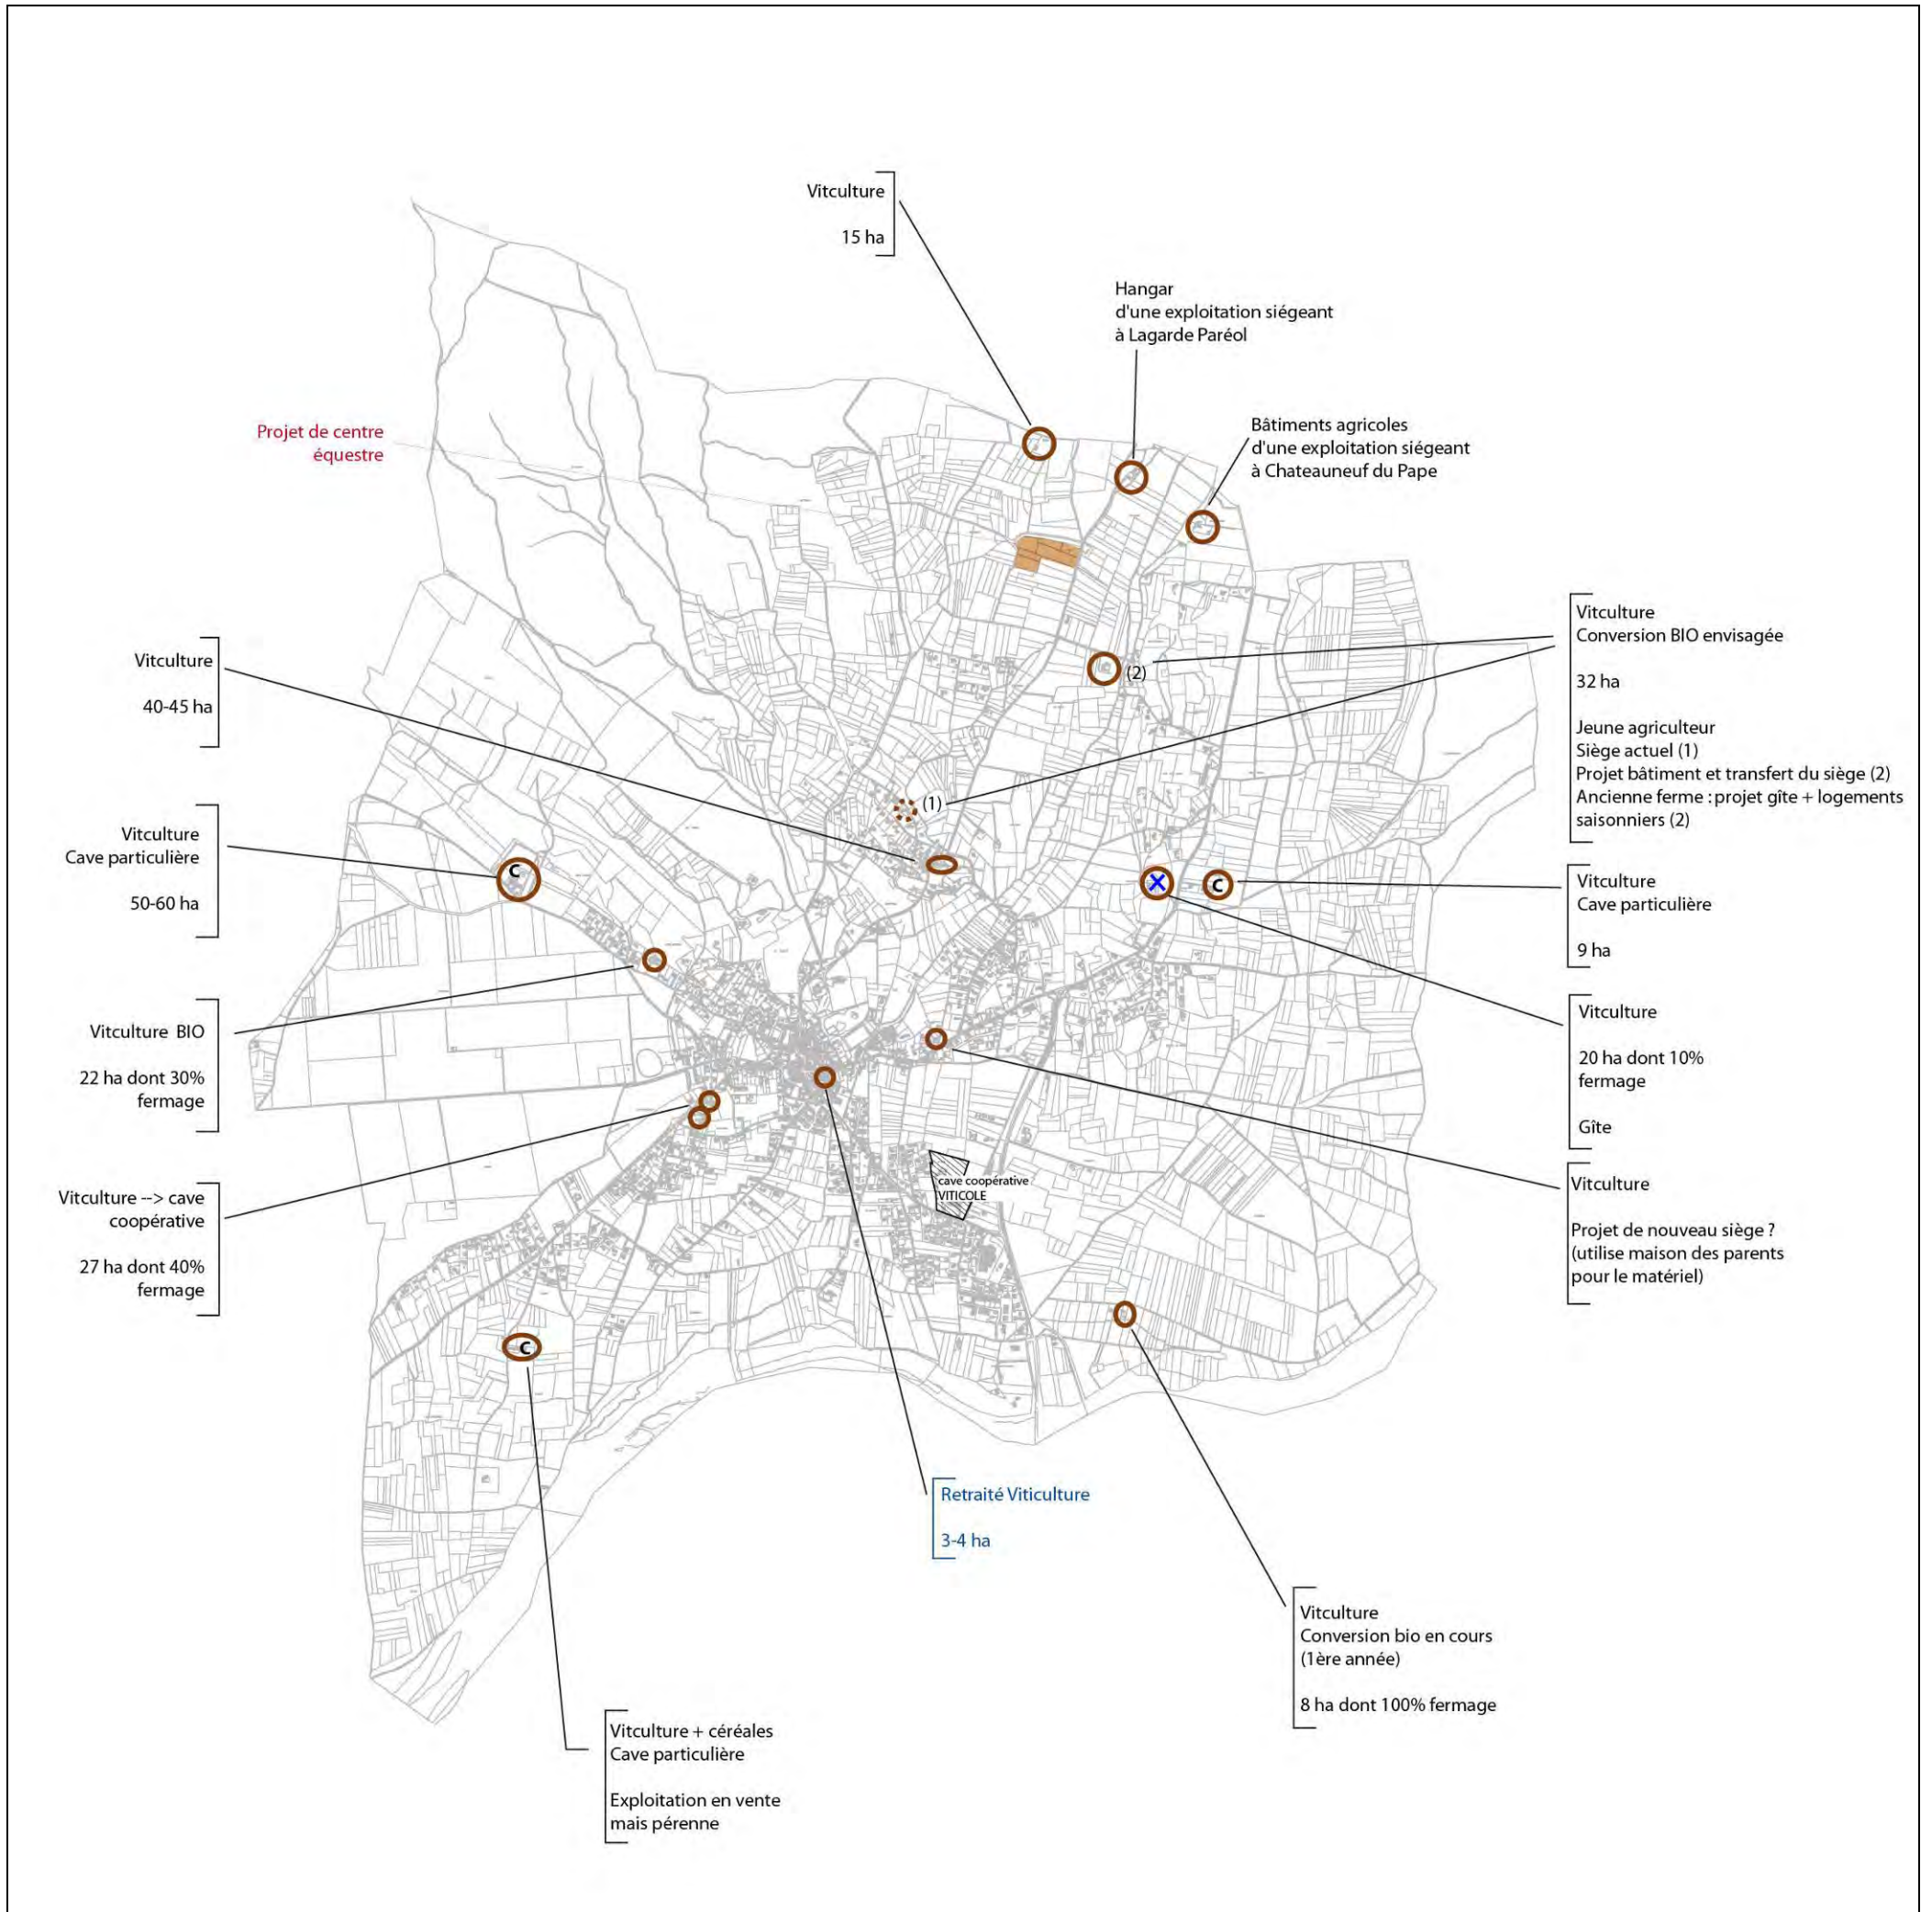 Vitculture
15 ha
Hangar
d'une exploitation siégeant
à Lagarde Paréol
Bâtiments agricoles
d'une exploitation siégeant
à Chateauneuf du Pape
Projet de centre
équestre
Vitculture
Conversion BIO envisagée
32 ha
Jeune agriculteur
Siège actuel (1)
Projet bâtiment et transfert du siège (2)
Ancienne ferme : projet gîte + logements
saisonniers (2)
(2)
(1)
Vitculture
40-45 ha
Vitculture
Cave particulière
50-60 ha
C
C
Vitculture
Cave particulière
9 ha
Vitculture BIO
22 ha dont 30%
fermage
Vitculture
20 ha dont 10%
fermage
Gîte
Vitculture --> cave
coopérative
27 ha dont 40%
fermage
cave coopérative
VITICOLE
Vitculture
Projet de nouveau siège ?
(utilise maison des parents
pour le matériel)
C
Retraité Viticulture
3-4 ha
Vitculture
Conversion bio en cours
(1ère année)
8 ha dont 100% fermage
Vitculture + céréales
Cave particulière
Exploitation en vente
mais pérenne